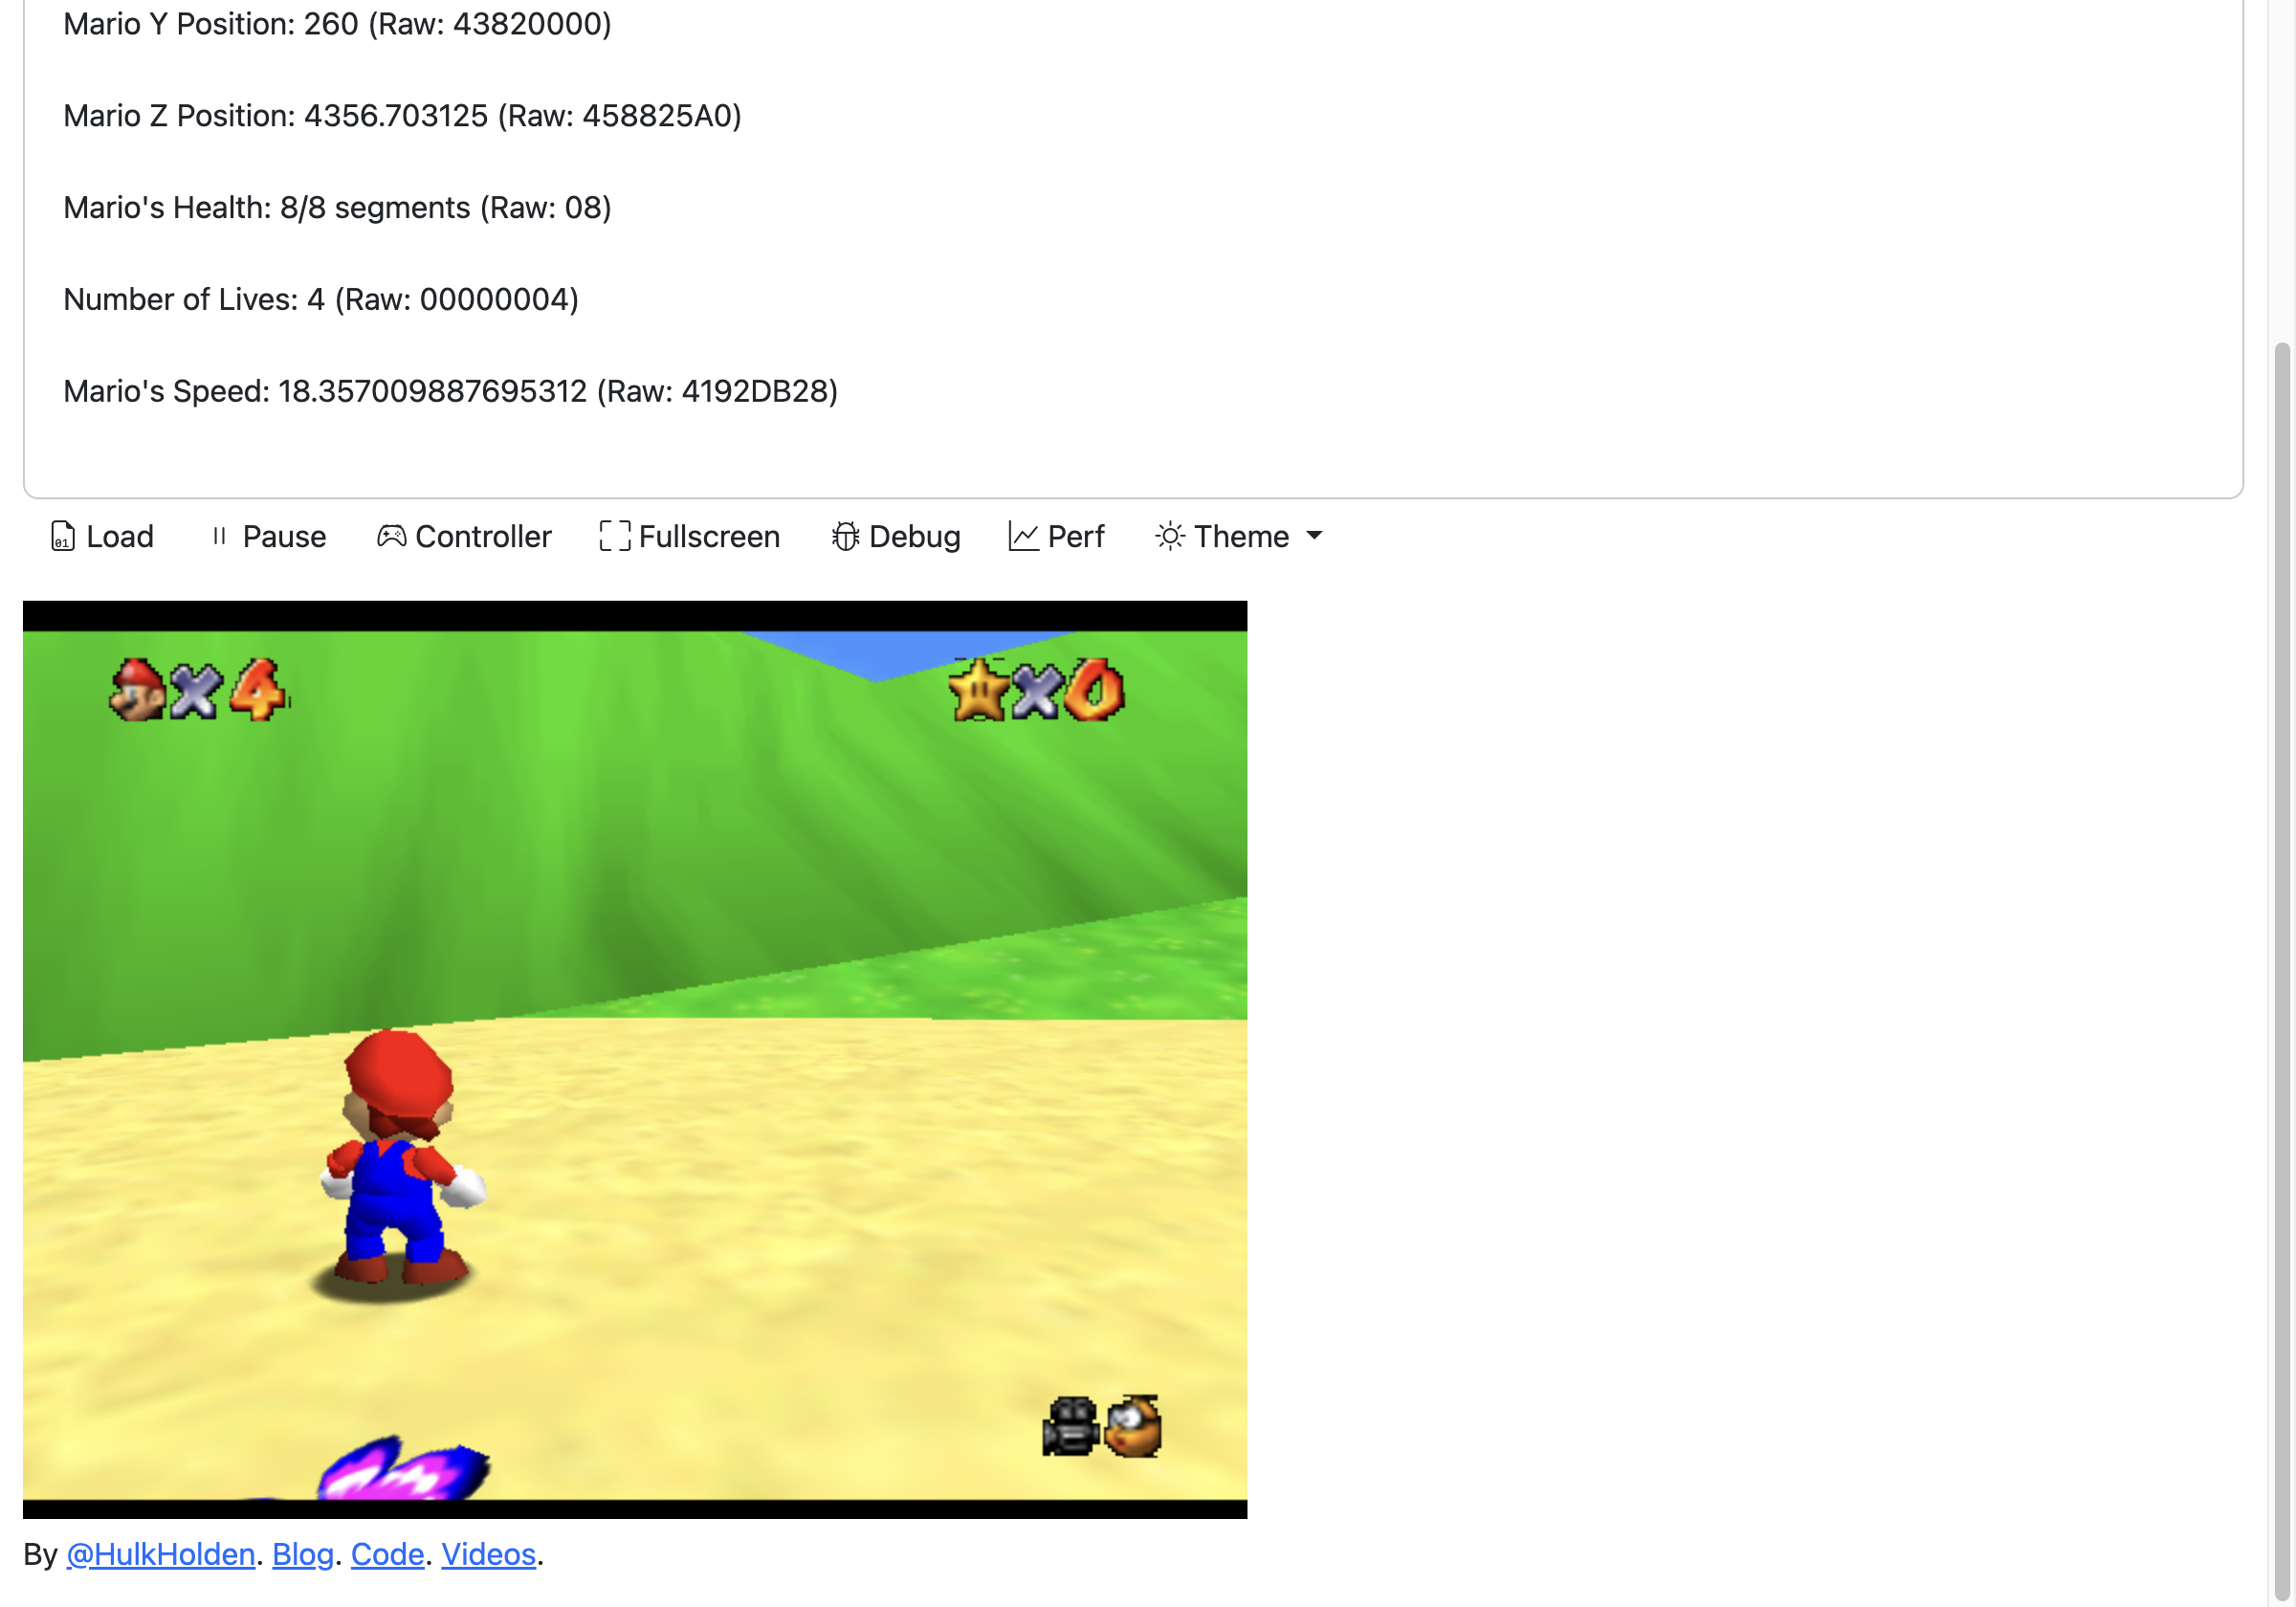 Mario Y Position: 260 (Raw: 43820000)
Mario Z Position: 4356.703125 (Raw: 458825A0)
Mario's Health: 8/8 segments (Raw: 08)
Number of Lives: 4 (Raw: 00000004)
Mario's Speed: 18.357009887695312 (Raw: 4192DB28)
01 Load Pause Controller Fullscreen Debug Perf Theme
×4 ×0
By @HulkHolden. Blog. Code. Videos.